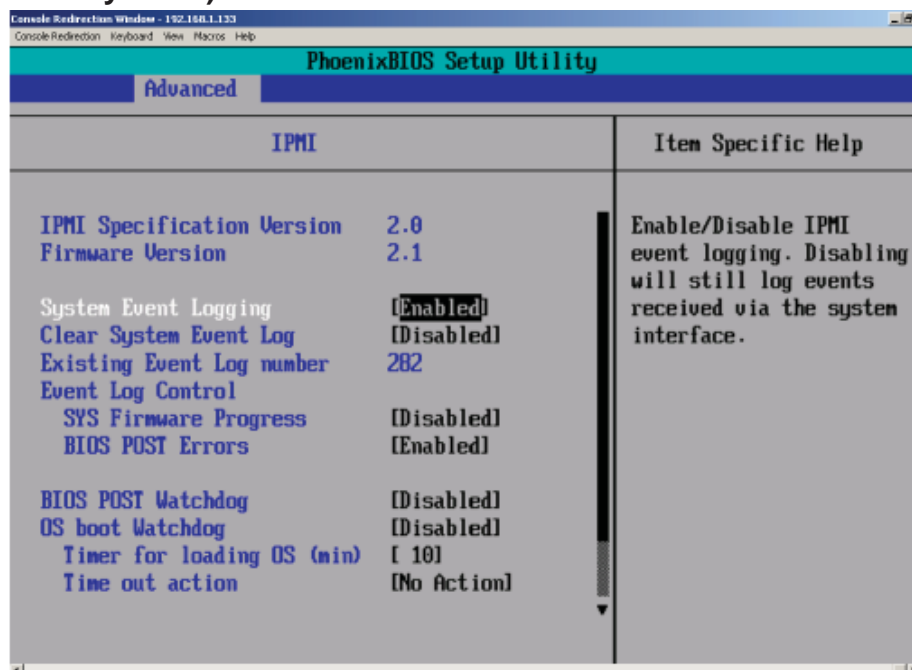 Console Redirection Window - 192.168.1.133
Console Redirection Keyboard View Macros Help
PhoenixBIOS Setup Utility
Advanced
IPMI
Item Specific Help
IPMI Specification Version 2.0
Firmware Version 2.1
System Event Logging [Enabled]
Clear System Event Log [Disabled]
Existing Event Log number 282
Event Log Control
SYS Firmware Progress [Disabled]
BIOS POST Errors [Enabled]
BIOS POST Watchdog [Disabled]
OS boot Watchdog [Disabled]
Timer for loading OS (min) [ 10]
Time out action [No Action]
Enable/Disable IPMI
event logging. Disabling
will still log events
received via the system
interface.